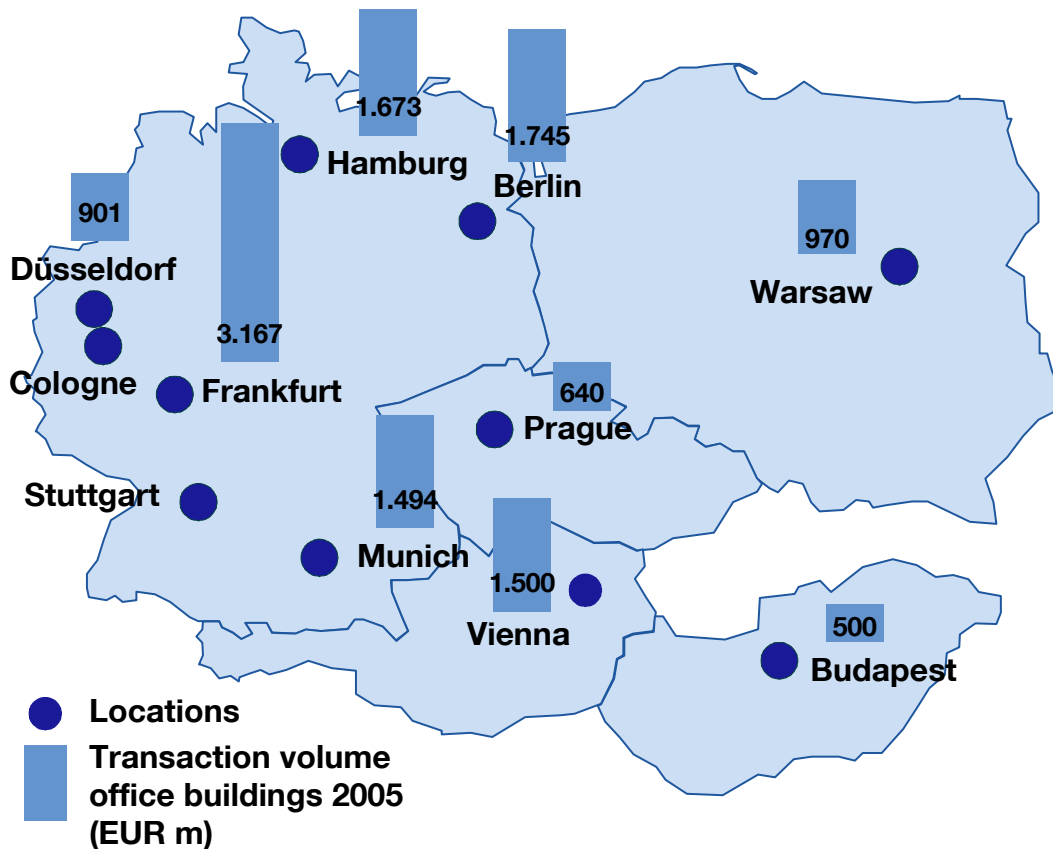 1.673
1.745
Hamburg
Berlin
901
970
Düsseldorf
Warsaw
3.167
Cologne
Frankfurt
640
Prague
Stuttgart
1.494
Munich
1.500
Vienna
500
Budapest
Locations
Transaction volume
office buildings 2005
(EUR m)